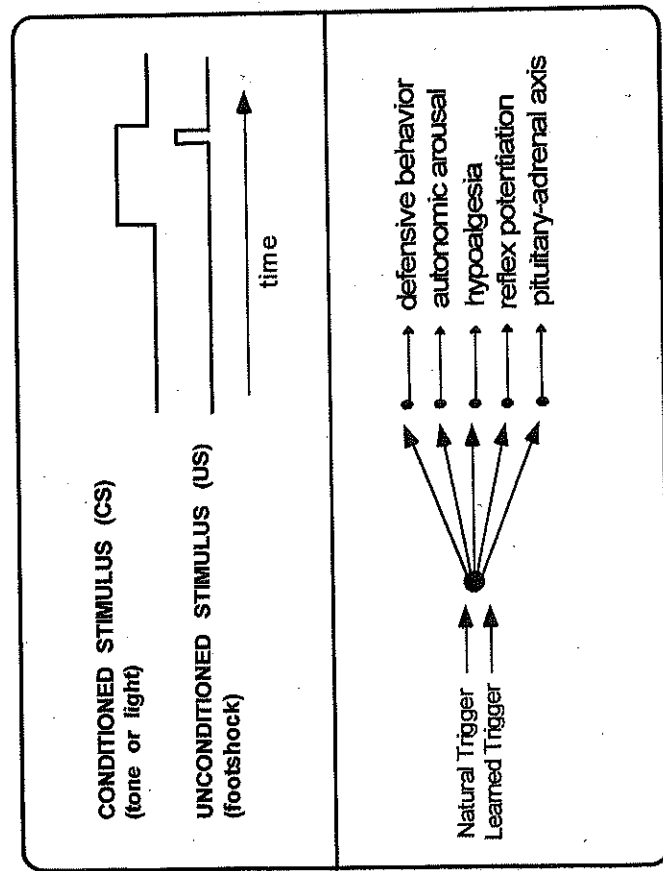 CONDITIONED STIMULUS (CS)
(tone or light)
UNCONDITIONED STIMULUS (US)
(footshock)
time
Natural Trigger
Learned Trigger
defensive behavior
autonomic arousal
hypoalgesia
reflex potentiation
pituitary-adrenal axis